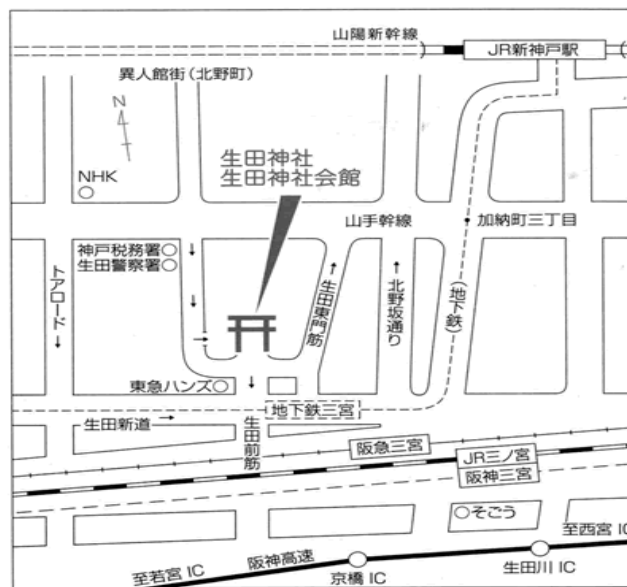 山陽新幹線
JR新神戸駅
異人館街(北野町)
N
NHK
生田神社
生田神社会館
山手幹線
加納町三丁目
神戸税務署
生田警察署
トアロード
生田東門筋
北野坂通り
(地下鉄)
東急ハンズ
地下鉄三宮
生田新道
生田前筋
阪急三宮
JR三ノ宮
阪神三宮
そごう
至西宮 IC
阪神高速
至若宮 IC
京橋 IC
生田川 IC